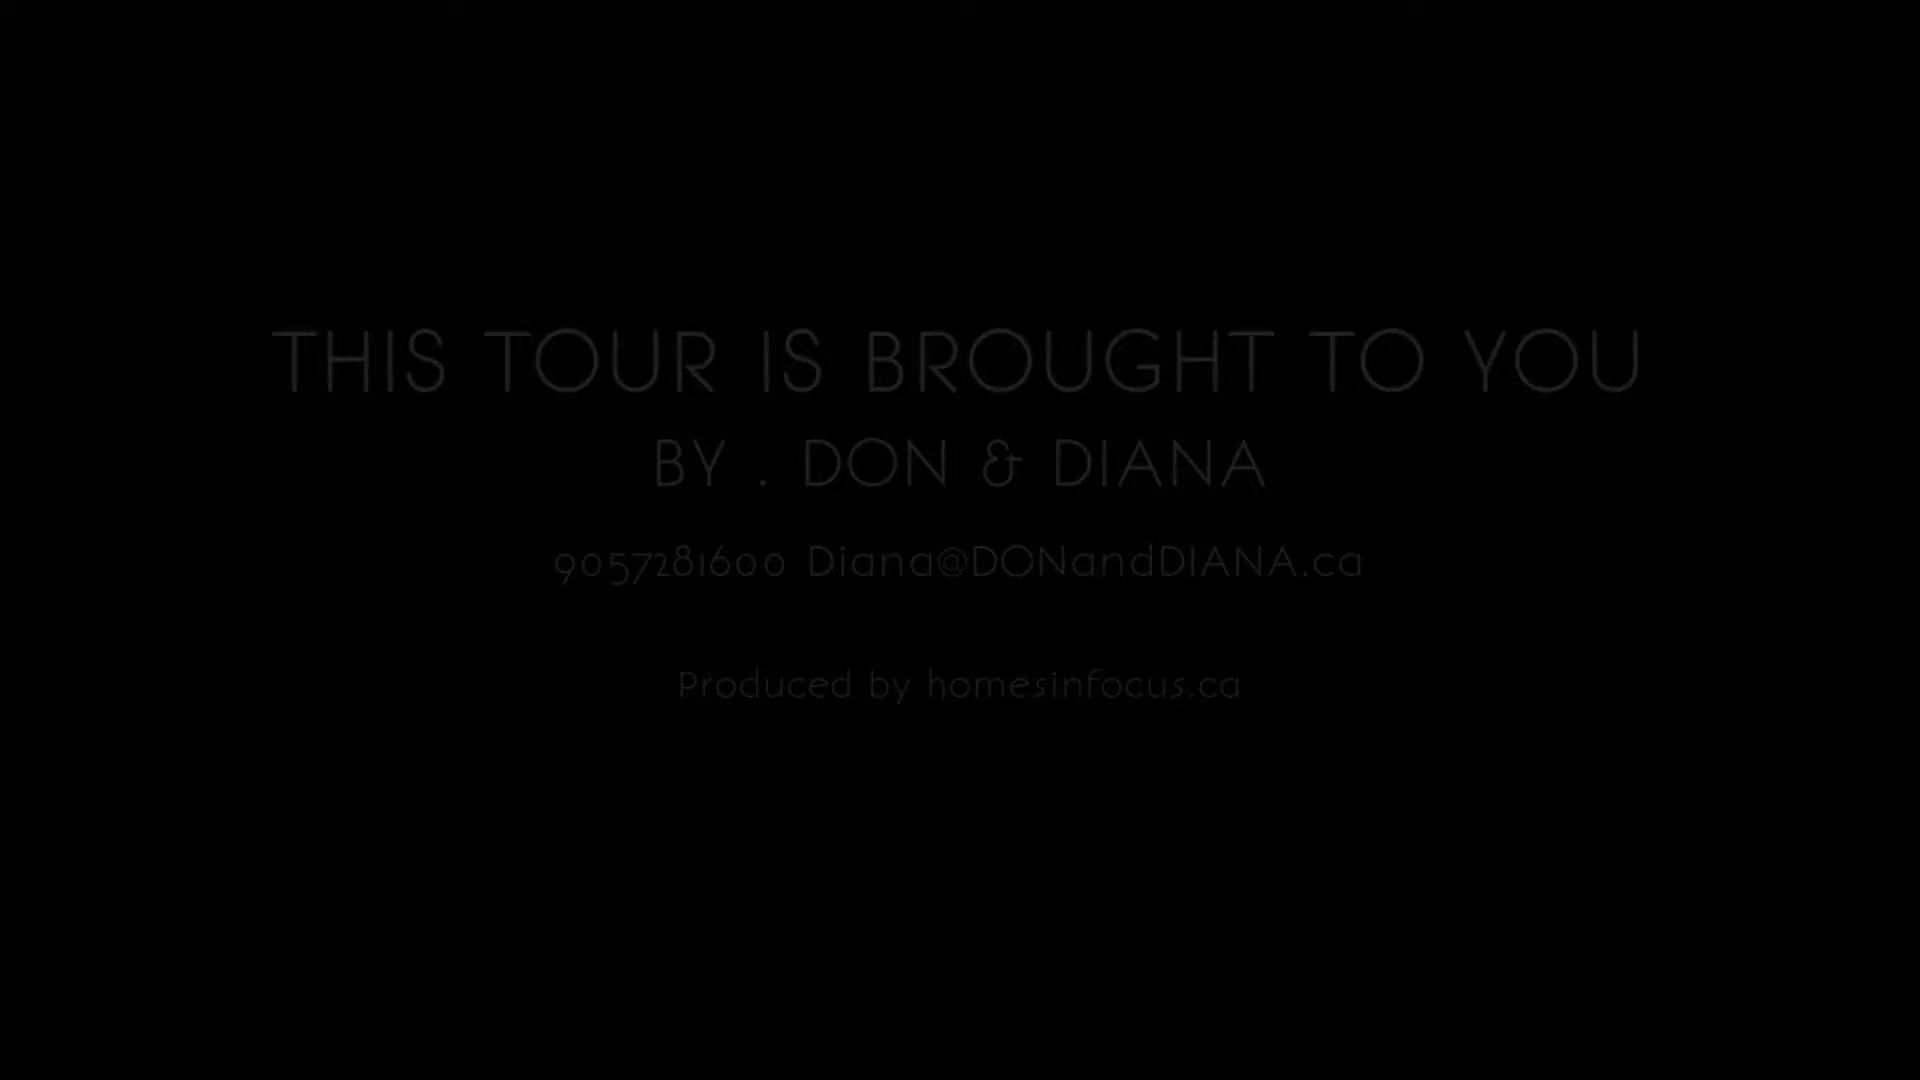 THIS TOUR IS BROUGHT TO YOU
BY . DON & DIANA
9057281600 Diana@DONandDIANA.ca
Produced by homesinfocus.ca